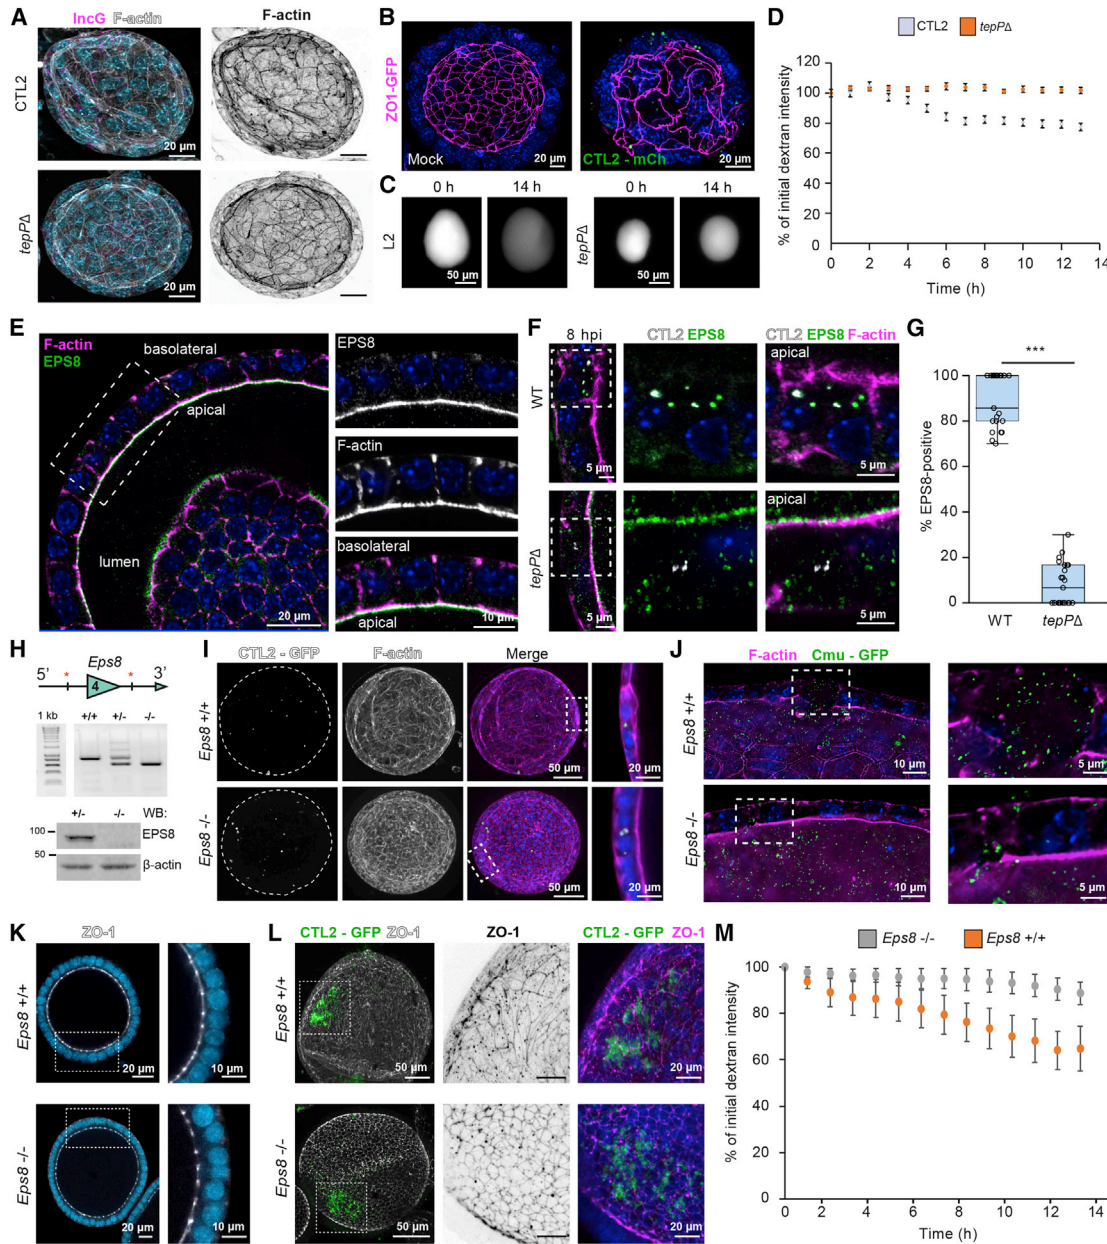 A
IncG F-actin
F-actin
CTL2
20 µm
tepPΔ
20 µm
B
ZO1-GFP
Mock
20 µm
CTL2 - mCh
20 µm
C
0 h
14 h
0 h
14 h
L2
50 µm
tepPΔ
50 µm
D
CTL2
tepPΔ
% of initial dextran intensity
120
100
80
60
40
20
0
0 2 4 6 8 10 12 14
Time (h)
E
F-actin
EPS8
basolateral
apical
lumen
20 µm
EPS8
F-actin
basolateral
apical
10 µm
F
8 hpi
CTL2 EPS8
CTL2 EPS8 F-actin
WT
5 µm
apical
5 µm
tepPΔ
5 µm
apical
5 µm
G
***
% EPS8-positive
100
80
60
40
20
0
WT
tepPΔ
H
Eps8
5’
*
4
*
3’
1 kb
+/+
+/-
-/-
+/-
-/-
WB:
100
EPS8
50
β-actin
I
CTL2 - GFP
F-actin
Merge
Eps8 +/+
50 µm
20 µm
Eps8 -/-
50 µm
20 µm
J
F-actin
Cmu - GFP
Eps8 +/+
10 µm
5 µm
Eps8 -/-
10 µm
5 µm
K
ZO-1
Eps8 +/+
20 µm
10 µm
Eps8 -/-
20 µm
10 µm
L
CTL2 - GFP ZO-1
ZO-1
CTL2 - GFP ZO-1
Eps8 +/+
50 µm
20 µm
Eps8 -/-
50 µm
20 µm
M
Eps8 -/-
Eps8 +/+
% of initial dextran intensity
100
80
60
40
20
0
0 2 4 6 8 10 12 14
Time (h)